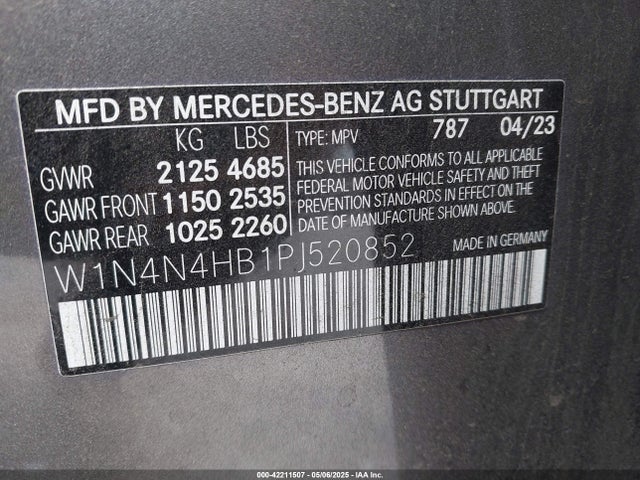 MFD BY MERCEDES-BENZ AG STUTTGART
KG LBS TYPE: MPV 787 04/23
GVWR 2125 4685
GAWR FRONT 1150 2535
GAWR REAR 1025 2260
THIS VEHICLE CONFORMS TO ALL APPLICABLE
FEDERAL MOTOR VEHICLE SAFETY AND THEFT
PREVENTION STANDARDS IN EFFECT ON THE
DATE OF MANUFACTURE SHOWN ABOVE.
W1N4N4HB1PJ520852
MADE IN GERMANY
000-42211507 - 05/06/2025 - IAA Inc.